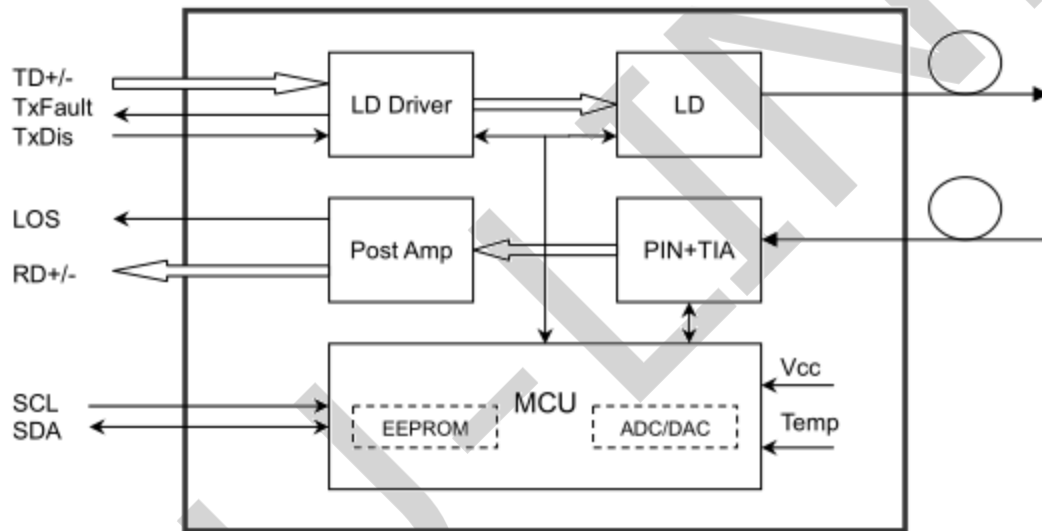 TD+/-
TxFault
TxDis
LD Driver
LD
LOS
RD+/-
Post Amp
PIN+TIA
SCL
SDA
MCU
EEPROM
ADC/DAC
Vcc
Temp